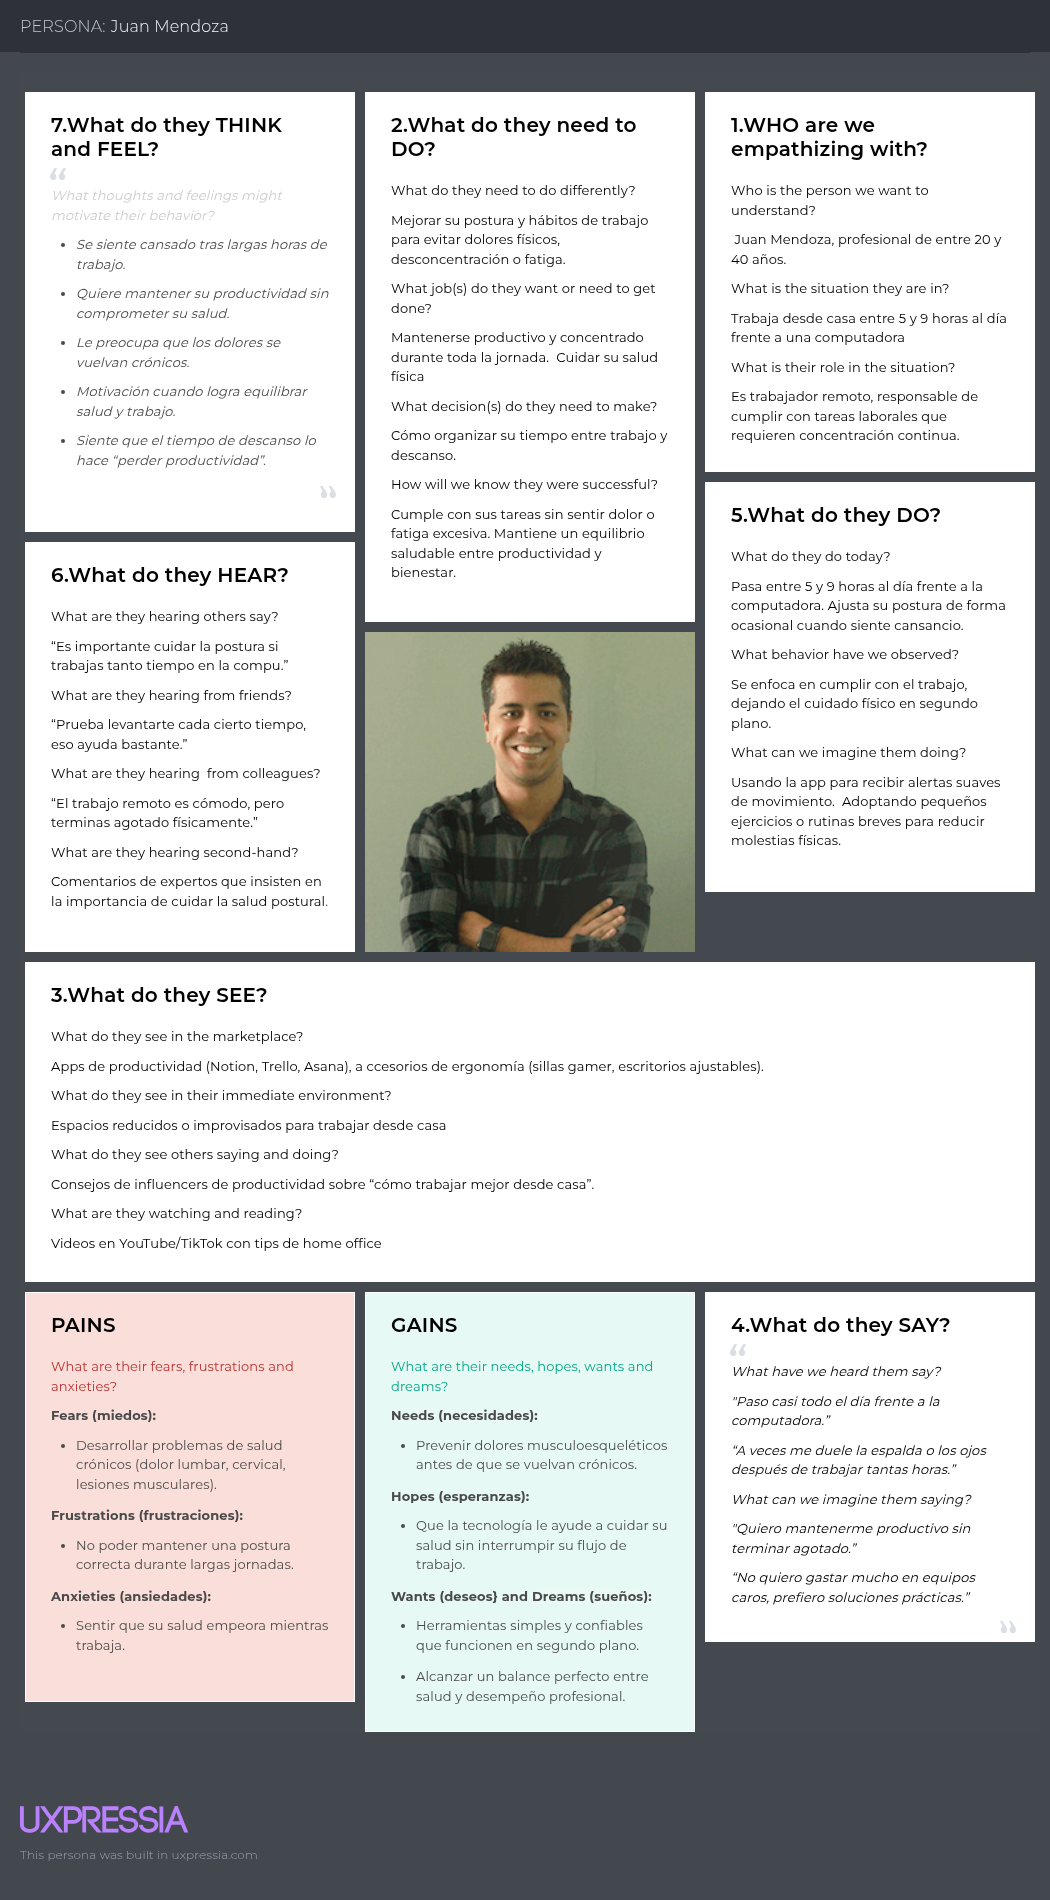 PERSONA: Juan Mendoza
7.What do they THINK
and FEEL?
“
What thoughts and feelings might
motivate their behavior?
• Se siente cansado tras largas horas de
trabajo.
• Quiere mantener su productividad sin
comprometer su salud.
• Le preocupa que los dolores se
vuelvan crónicos.
• Motivación cuando logra equilibrar
salud y trabajo.
• Siente que el tiempo de descanso lo
hace “perder productividad”.
”
2.What do they need to
DO?
What do they need to do differently?
Mejorar su postura y hábitos de trabajo
para evitar dolores físicos,
desconcentración o fatiga.
What job(s) do they want or need to get
done?
Mantenerse productivo y concentrado
durante toda la jornada.  Cuidar su salud
física
What decision(s) do they need to make?
Cómo organizar su tiempo entre trabajo y
descanso.
How will we know they were successful?
Cumple con sus tareas sin sentir dolor o
fatiga excesiva. Mantiene un equilibrio
saludable entre productividad y
bienestar.
1.WHO are we
empathizing with?
Who is the person we want to
understand?
Juan Mendoza, profesional de entre 20 y
40 años.
What is the situation they are in?
Trabaja desde casa entre 5 y 9 horas al día
frente a una computadora
What is their role in the situation?
Es trabajador remoto, responsable de
cumplir con tareas laborales que
requieren concentración continua.
6.What do they HEAR?
What are they hearing others say?
“Es importante cuidar la postura si
trabajas tanto tiempo en la compu.”
What are they hearing from friends?
“Prueba levantarte cada cierto tiempo,
eso ayuda bastante.”
What are they hearing  from colleagues?
“El trabajo remoto es cómodo, pero
terminas agotado físicamente.”
What are they hearing second-hand?
Comentarios de expertos que insisten en
la importancia de cuidar la salud postural.
5.What do they DO?
What do they do today?
Pasa entre 5 y 9 horas al día frente a la
computadora. Ajusta su postura de forma
ocasional cuando siente cansancio.
What behavior have we observed?
Se enfoca en cumplir con el trabajo,
dejando el cuidado físico en segundo
plano.
What can we imagine them doing?
Usando la app para recibir alertas suaves
de movimiento.  Adoptando pequeños
ejercicios o rutinas breves para reducir
molestias físicas.
3.What do they SEE?
What do they see in the marketplace?
Apps de productividad (Notion, Trello, Asana), a ccesorios de ergonomía (sillas gamer, escritorios ajustables).
What do they see in their immediate environment?
Espacios reducidos o improvisados para trabajar desde casa
What do they see others saying and doing?
Consejos de influencers de productividad sobre “cómo trabajar mejor desde casa”.
What are they watching and reading?
Videos en YouTube/TikTok con tips de home office
PAINS
What are their fears, frustrations and
anxieties?
Fears (miedos):
• Desarrollar problemas de salud
crónicos (dolor lumbar, cervical,
lesiones musculares).
Frustrations (frustraciones):
• No poder mantener una postura
correcta durante largas jornadas.
Anxieties (ansiedades):
• Sentir que su salud empeora mientras
trabaja.
GAINS
What are their needs, hopes, wants and
dreams?
Needs (necesidades):
• Prevenir dolores musculoesqueléticos
antes de que se vuelvan crónicos.
Hopes (esperanzas):
• Que la tecnología le ayude a cuidar su
salud sin interrumpir su flujo de
trabajo.
Wants (deseos} and Dreams (sueños):
• Herramientas simples y confiables
que funcionen en segundo plano.
• Alcanzar un balance perfecto entre
salud y desempeño profesional.
4.What do they SAY?
“
What have we heard them say?
"Paso casi todo el día frente a la
computadora.”
“A veces me duele la espalda o los ojos
después de trabajar tantas horas.”
What can we imagine them saying?
"Quiero mantenerme productivo sin
terminar agotado.”
“No quiero gastar mucho en equipos
caros, prefiero soluciones prácticas.”
”
UXPRESSIA
This persona was built in uxpressia.com